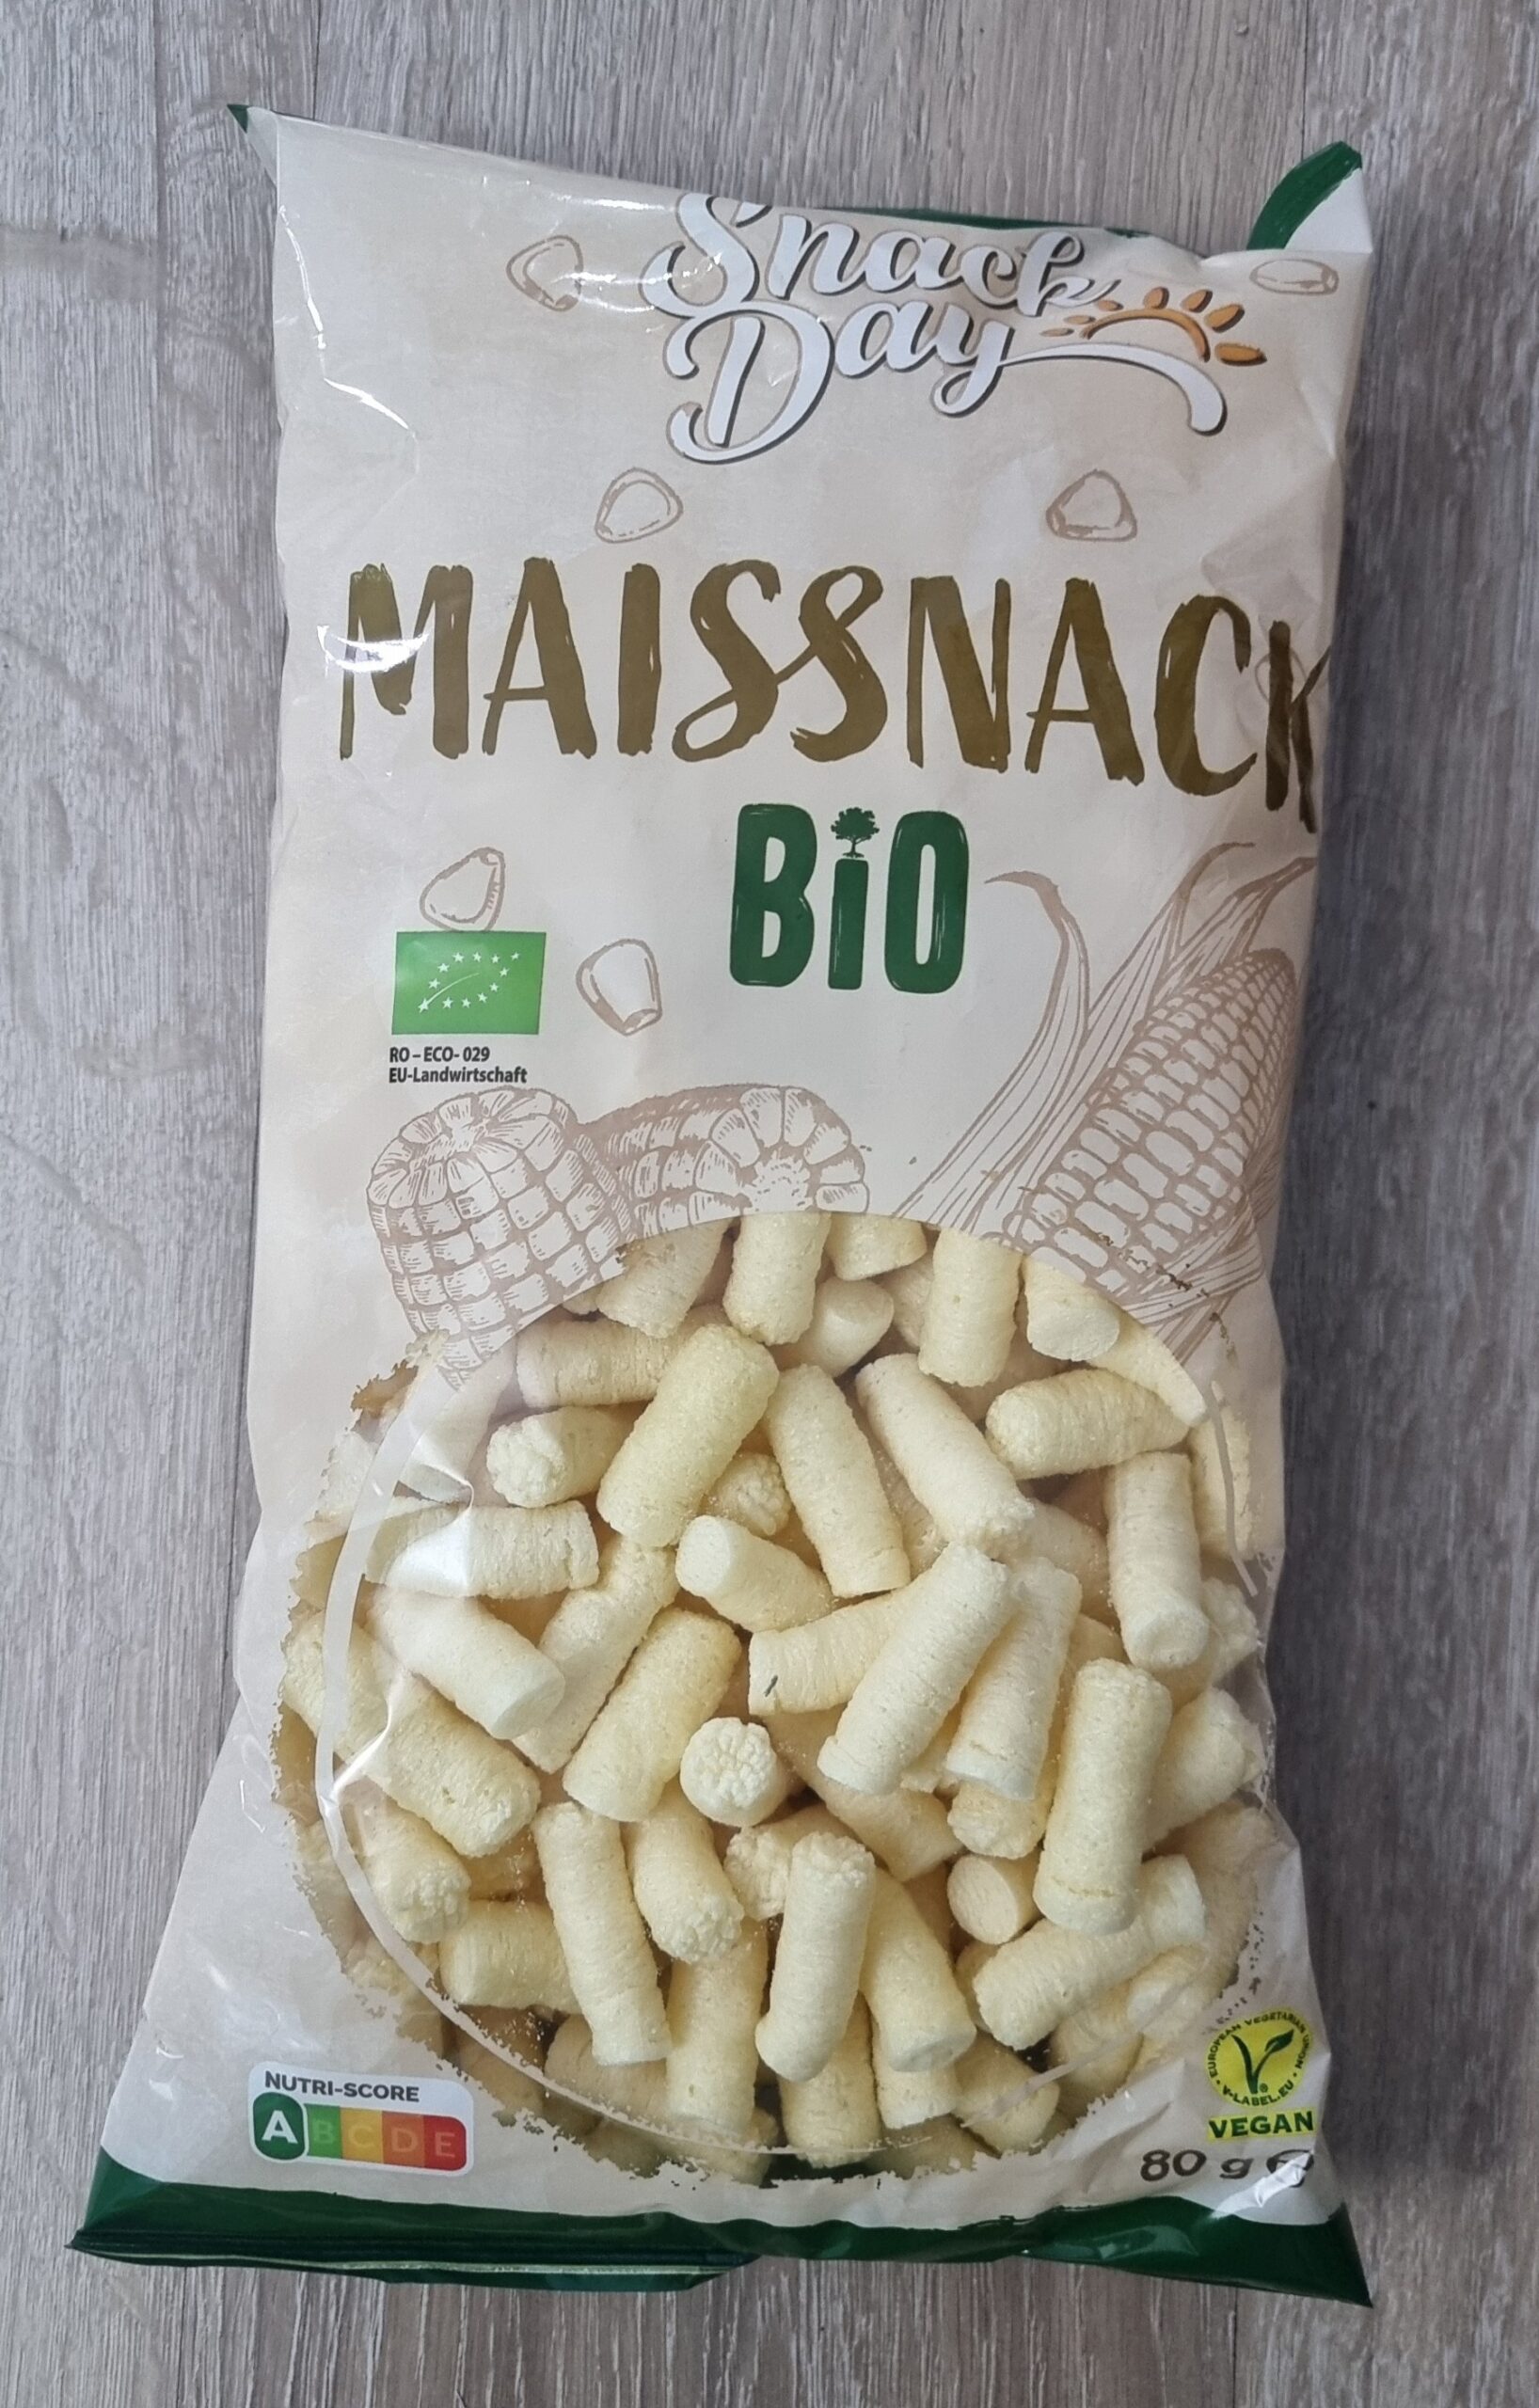 Snack
Day
MAISSNACK
BiO
RO-ECO-029
EU-Landwirtschaft
NUTRI-SCORE
A B C D E
EUROPEAN VEGETARIAN UNION
V-LABEL.EU
®
VEGAN
80 g ℮